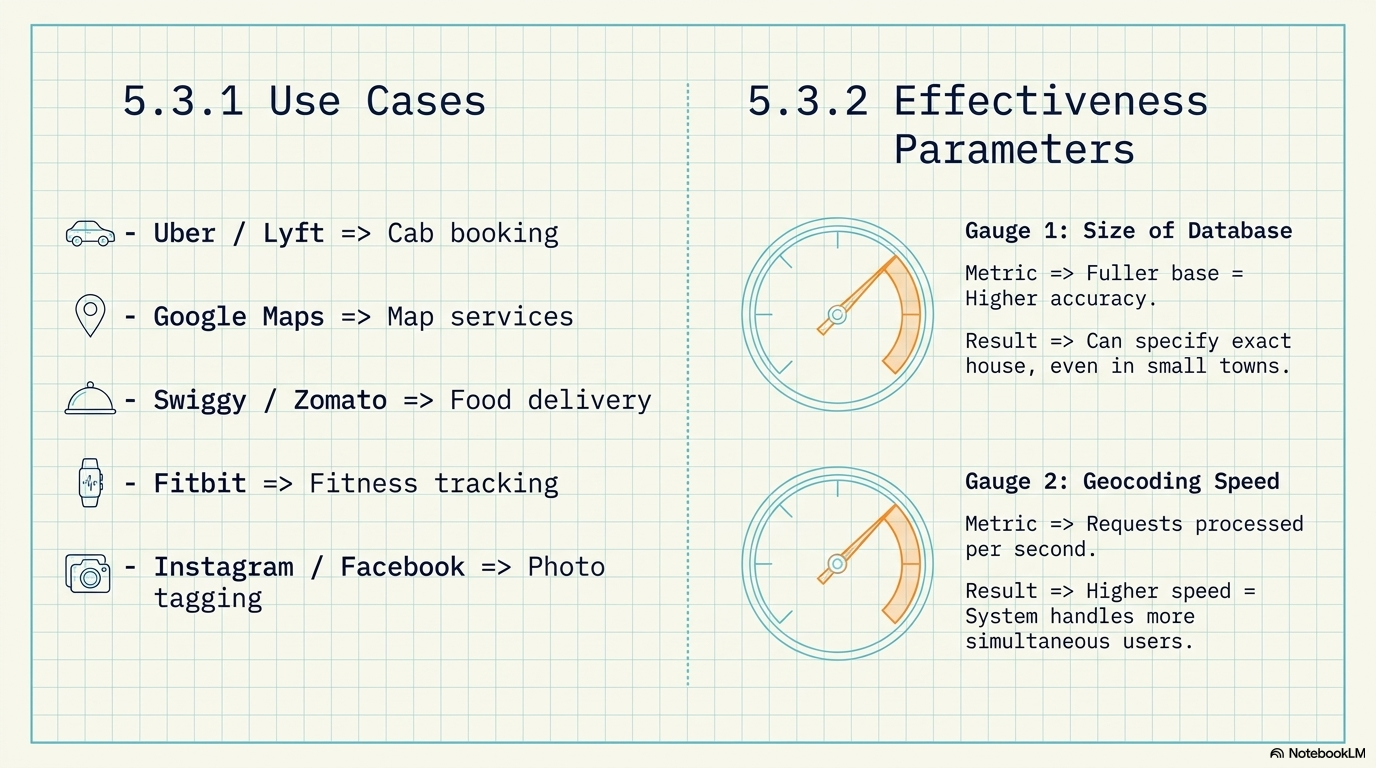 5.3.1 Use Cases
- Uber / Lyft => Cab booking
- Google Maps => Map services
- Swiggy / Zomato => Food delivery
- Fitbit => Fitness tracking
- Instagram / Facebook => Photo
tagging
5.3.2 Effectiveness
Parameters
Gauge 1: Size of Database
Metric => Fuller base =
Higher accuracy.
Result => Can specify exact
house, even in small towns.
Gauge 2: Geocoding Speed
Metric => Requests processed
per second.
Result => Higher speed =
System handles more
simultaneous users.
NotebookLM